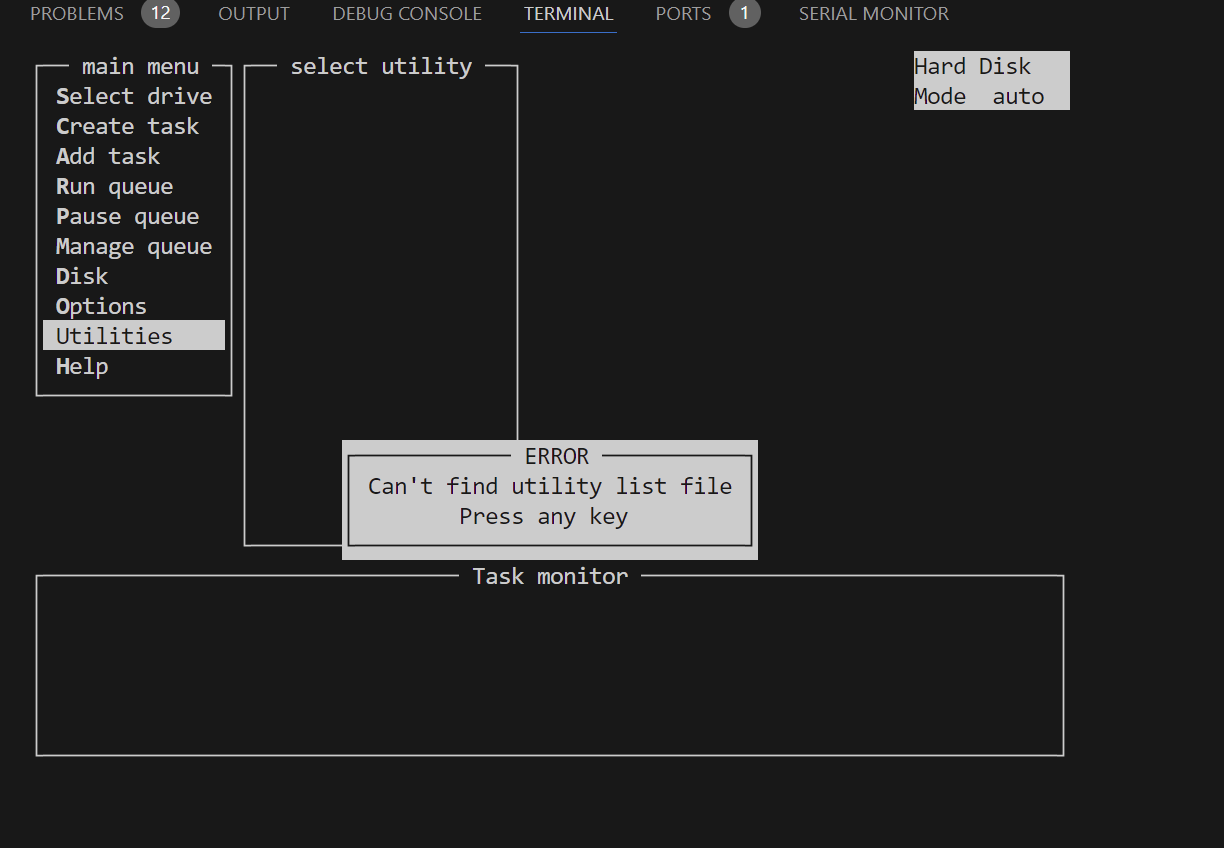 PROBLEMS 12 OUTPUT DEBUG CONSOLE TERMINAL PORTS 1 SERIAL MONITOR
main menu
Select drive
Create task
Add task
Run queue
Pause queue
Manage queue
Disk
Options
Utilities
Help
select utility
Hard Disk
Mode auto
ERROR
Can't find utility list file
Press any key
Task monitor